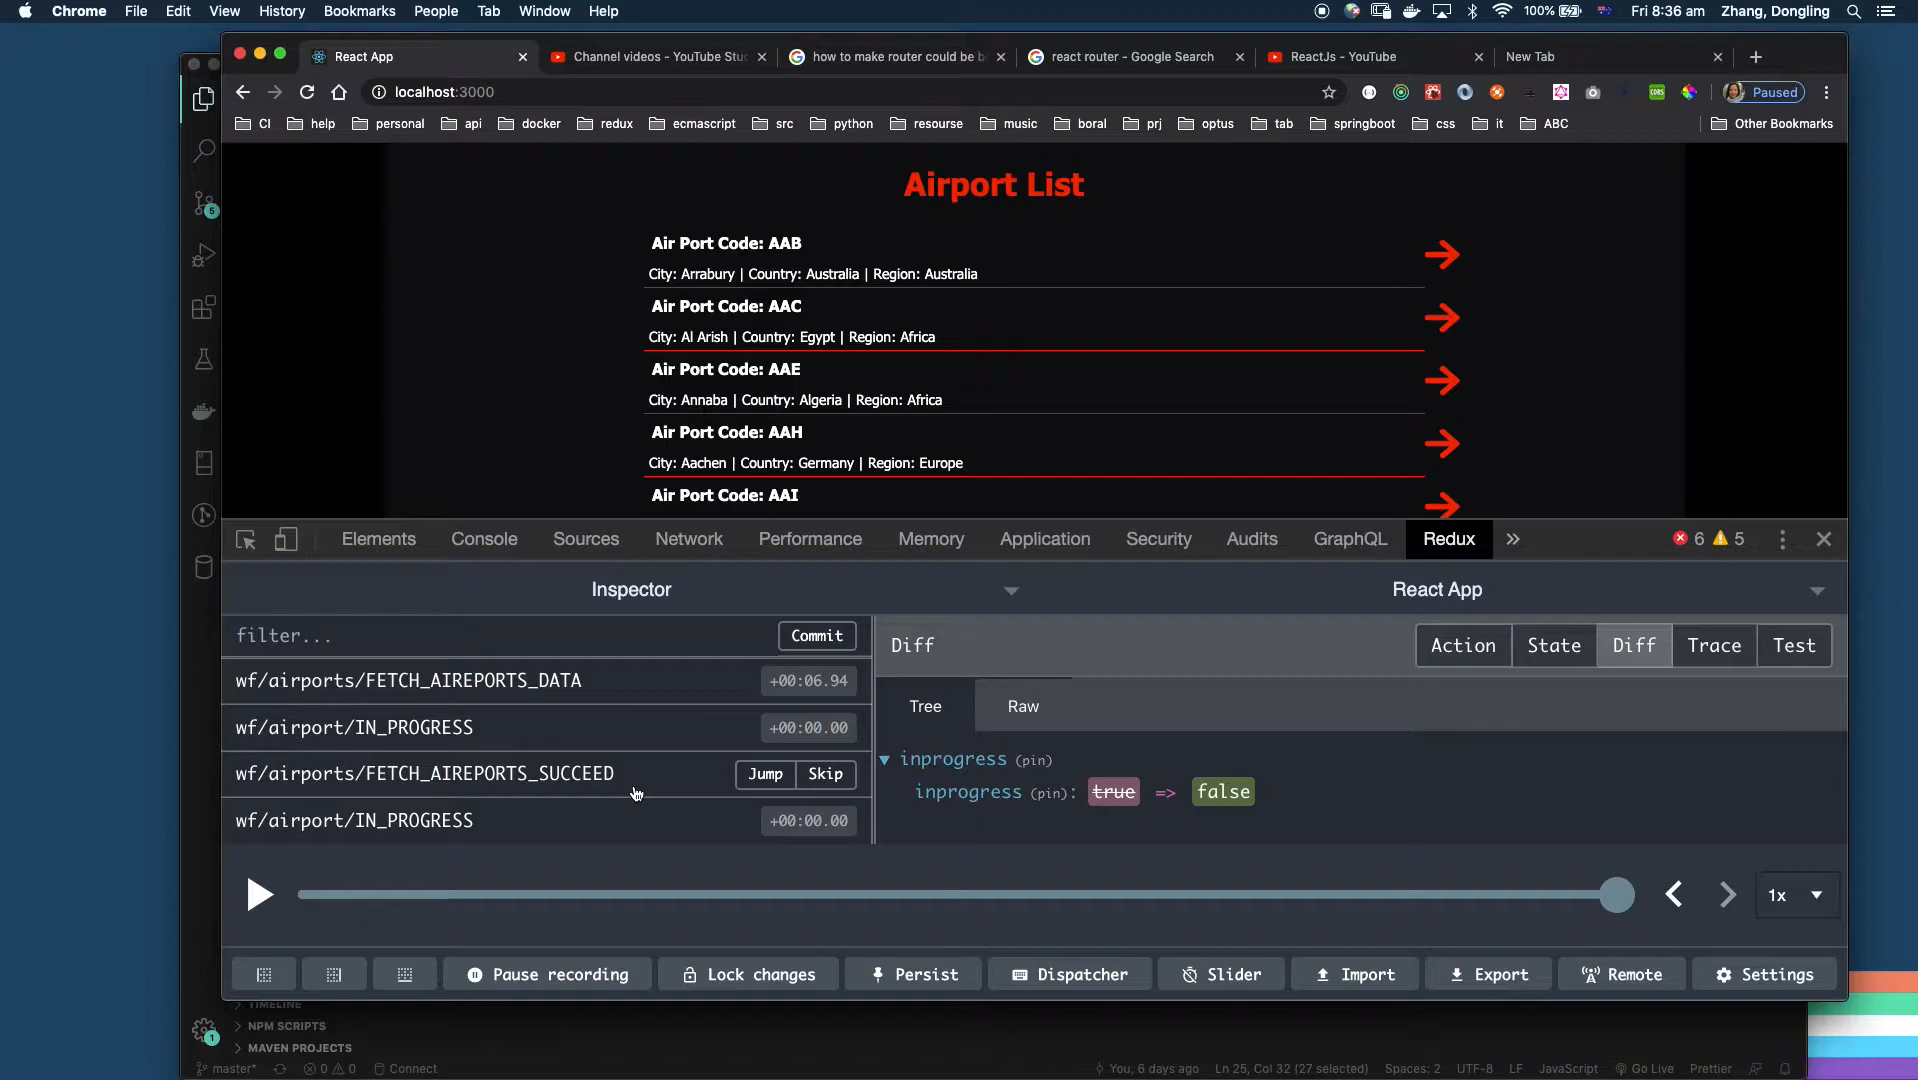 Chrome File Edit View History Bookmarks People Tab Window Help 100% Fri 8:36 am Zhang, Dongling
React App Channel videos - YouTube Stu how to make router could be b react router - Google Search ReactJs - YouTube New Tab
localhost:3000 Paused
CI help personal api docker redux ecmascript src python resourse music boral prj optus tab springboot css it ABC Other Bookmarks
Airport List
Air Port Code: AAB
City: Arrabury | Country: Australia | Region: Australia
Air Port Code: AAC
City: Al Arish | Country: Egypt | Region: Africa
Air Port Code: AAE
City: Annaba | Country: Algeria | Region: Africa
Air Port Code: AAH
City: Aachen | Country: Germany | Region: Europe
Air Port Code: AAI
Elements Console Sources Network Performance Memory Application Security Audits GraphQL Redux » 6 5
Inspector React App
filter... Commit Diff Action State Diff Trace Test
wf/airports/FETCH_AIREPORTS_DATA +00:06.94
Tree Raw
wf/airport/IN_PROGRESS +00:00.00
inprogress (pin)
wf/airports/FETCH_AIREPORTS_SUCCEED Jump Skip
inprogress (pin): true => false
wf/airport/IN_PROGRESS +00:00.00
1x
Pause recording Lock changes Persist Dispatcher Slider Import Export Remote Settings
TIMELINE
NPM SCRIPTS
MAVEN PROJECTS
master* 0 0 Connect You, 6 days ago Ln 25, Col 32 (27 selected) Spaces: 2 UTF-8 LF JavaScript Go Live Prettier
5
1